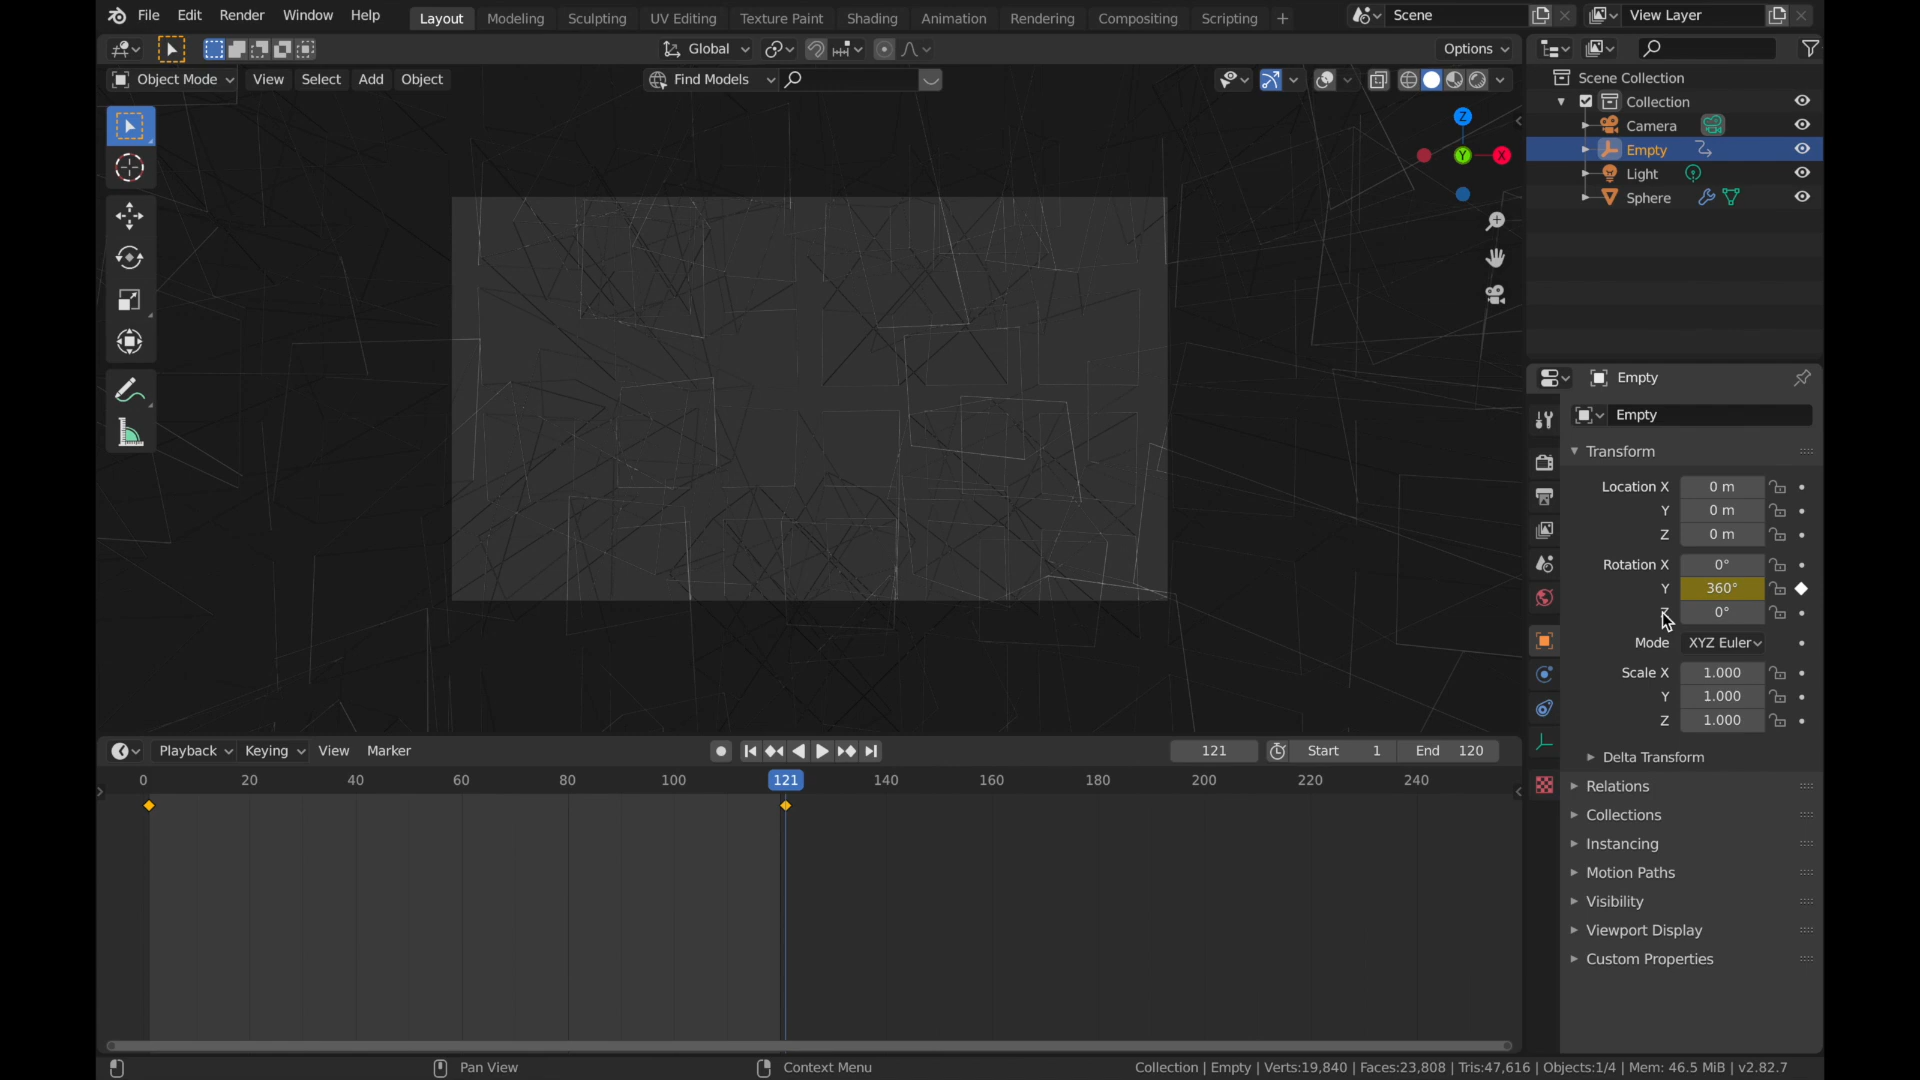 File Edit Render Window Help Layout Modeling Sculpting UV Editing Texture Paint Shading Animation Rendering Compositing Scripting + Scene View Layer
Global Options
Object Mode View Select Add Object Find Models
Scene Collection
Collection
Camera
Empty
Light
Sphere
Z
Y
X
Empty
Empty
Transform
Location X 0 m
Y 0 m
Z 0 m
Rotation X 0°
Y 360°
Z 0°
Mode XYZ Euler
Scale X 1.000
Y 1.000
Z 1.000
Delta Transform
Relations
Collections
Instancing
Motion Paths
Visibility
Viewport Display
Custom Properties
Playback Keying View Marker 121 Start 1 End 120
0 20 40 60 80 100 121 140 160 180 200 220 240
Pan View Context Menu Collection | Empty | Verts:19,840 | Faces:23,808 | Tris:47,616 | Objects:1/4 | Mem: 46.5 MiB | v2.82.7